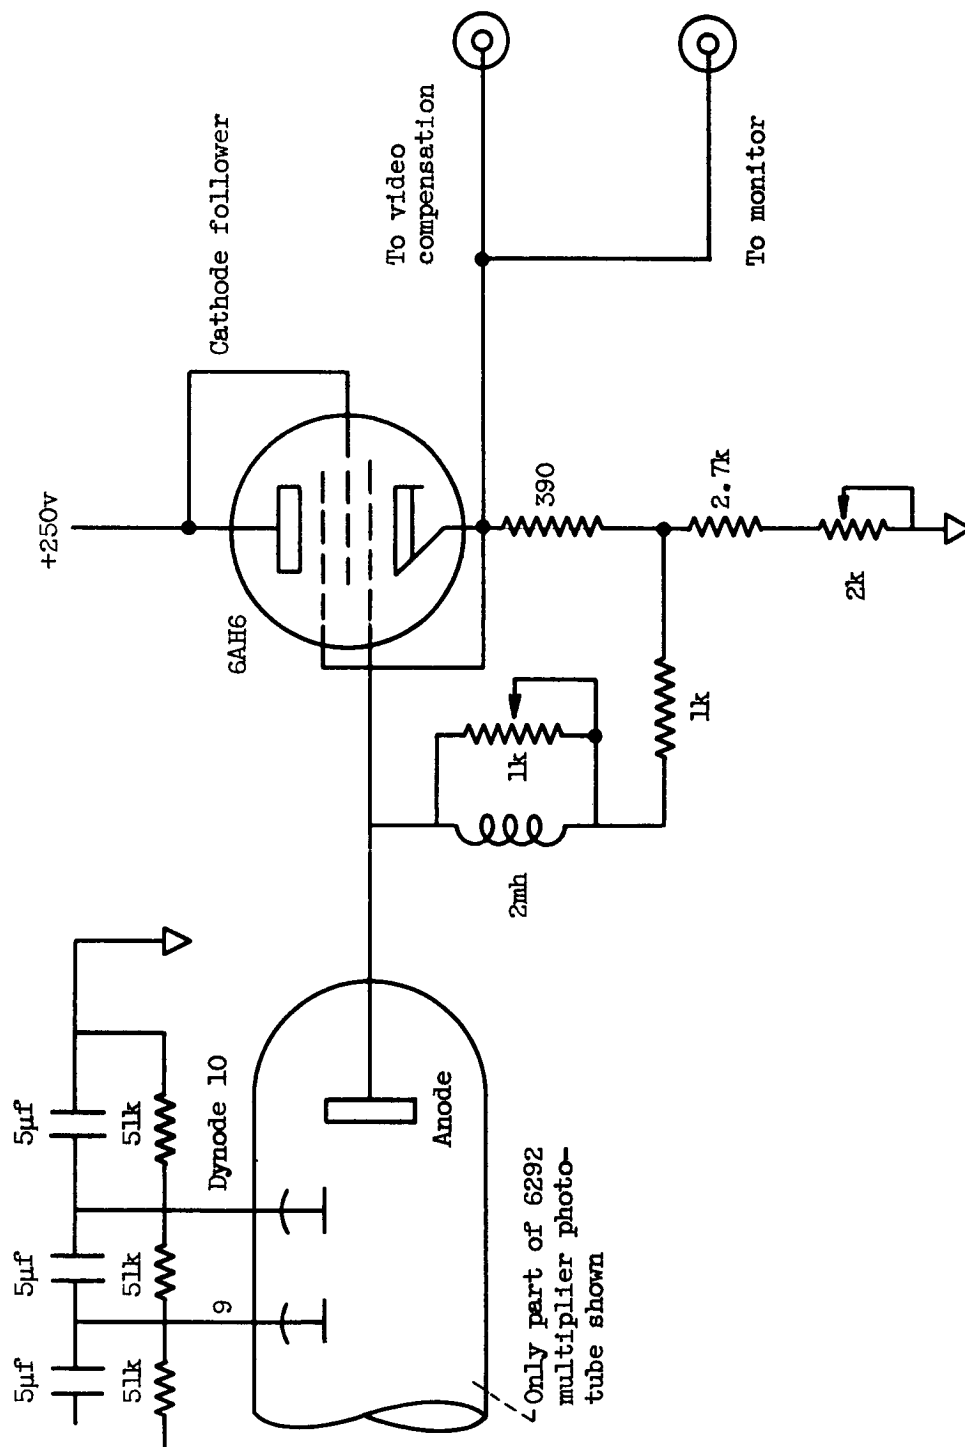 5µf
5µf
5µf
51k
51k
51k
9
Dynode 10
Anode
Only part of 6292
multiplier photo-
tube shown
2mh
1k
1k
6AH6
+250v
Cathode follower
390
2.7k
2k
To video
compensation
To monitor